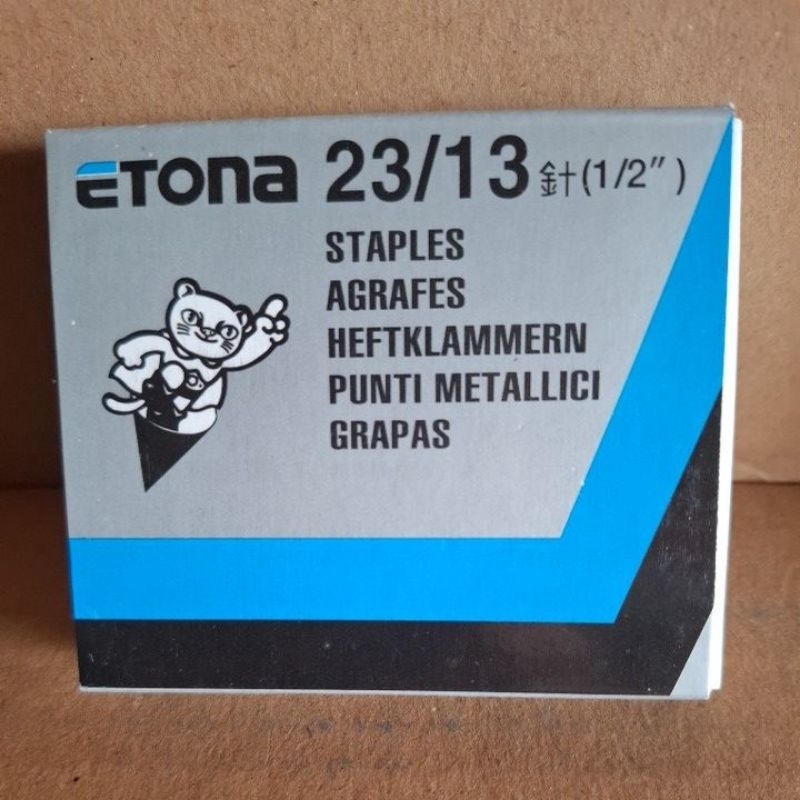 ETONA 23/13 針(1/2")
STAPLES
AGRAFES
HEFTKLAMMERN
PUNTI METALLICI
GRAPAS